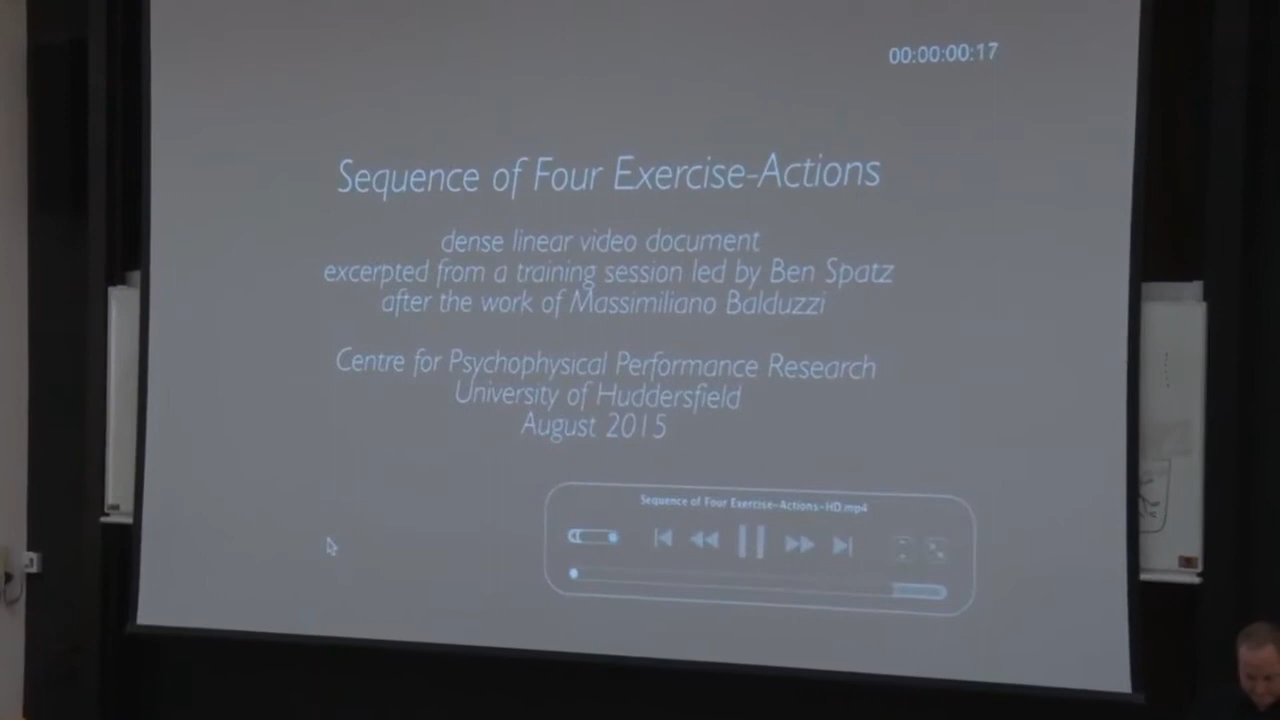 00:00:00:17
Sequence of Four Exercise-Actions
dense linear video document
excerpted from a training session led by Ben Spatz
after the work of Massimiliano Balduzzi
Centre for Psychophysical Performance Research
University of Huddersfield
August 2015
Sequence of Four Exercise-Actions-HD.mp4